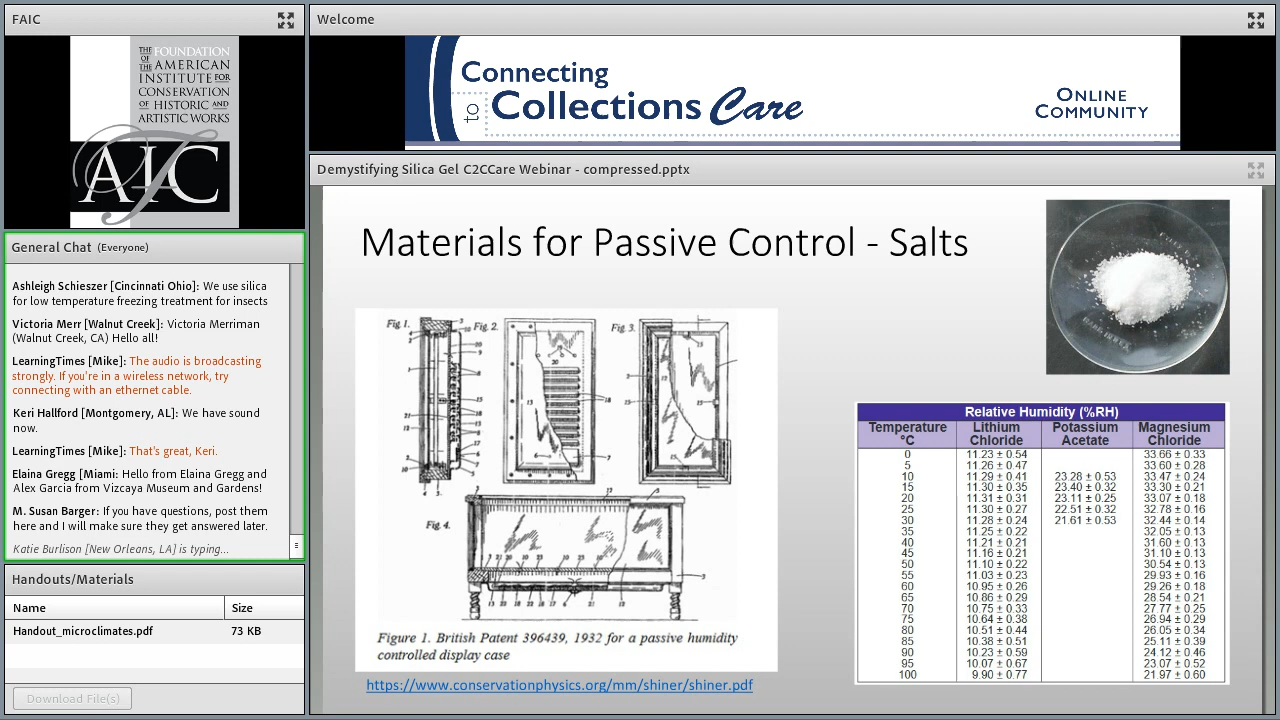 FAIC
THE FOUNDATION
OF THE AMERICAN
INSTITUTE FOR
CONSERVATION
OF HISTORIC AND
ARTISTIC WORKS
AIC
General Chat (Everyone)
Ashleigh Schieszer [Cincinnati Ohio]: We use silica
for low temperature freezing treatment for insects
Victoria Merr [Walnut Creek]: Victoria Merriman
(Walnut Creek, CA) Hello all!
LearningTimes [Mike]: The audio is broadcasting
strongly. If you're in a wireless network, try
connecting with an ethernet cable.
Keri Hallford [Montgomery, AL]: We have sound
now.
LearningTimes [Mike]: That's great, Keri.
Elaina Gregg [Miami: Hello from Elaina Gregg and
Alex Garcia from Vizcaya Museum and Gardens!
M. Susan Barger: If you have questions, post them
here and I will make sure they get answered later.
Katie Burlison [New Orleans, LA] is typing...
Handouts/Materials
Name Size
Handout_microclimates.pdf 73 KB
Download File(s)
Welcome
Connecting
to Collections Care
ONLINE
COMMUNITY
Demystifying Silica Gel C2CCare Webinar - compressed.pptx
Materials for Passive Control - Salts
Fig. 1. Fig. 2. Fig. 3.
Fig. 4.
Figure 1. British Patent 396439, 1932 for a passive humidity
controlled display case
https://www.conservationphysics.org/mm/shiner/shiner.pdf
Relative Humidity (%RH)
Temperature °C Lithium Chloride Potassium Acetate Magnesium Chloride
0 11.23 ± 0.54 33.66 ± 0.33
5 11.26 ± 0.47 33.60 ± 0.28
10 11.29 ± 0.41 23.28 ± 0.53 33.47 ± 0.24
15 11.30 ± 0.35 23.40 ± 0.32 33.30 ± 0.21
20 11.31 ± 0.31 23.11 ± 0.25 33.07 ± 0.18
25 11.30 ± 0.27 22.51 ± 0.32 32.78 ± 0.16
30 11.28 ± 0.24 21.61 ± 0.53 32.44 ± 0.14
35 11.25 ± 0.22 32.05 ± 0.13
40 11.21 ± 0.21 31.60 ± 0.13
45 11.16 ± 0.21 31.10 ± 0.13
50 11.10 ± 0.22 30.54 ± 0.13
55 11.03 ± 0.23 29.93 ± 0.16
60 10.95 ± 0.26 29.26 ± 0.18
65 10.86 ± 0.29 28.54 ± 0.21
70 10.75 ± 0.33 27.77 ± 0.25
75 10.64 ± 0.38 26.94 ± 0.29
80 10.51 ± 0.44 26.05 ± 0.34
85 10.38 ± 0.51 25.11 ± 0.39
90 10.23 ± 0.59 24.12 ± 0.46
95 10.07 ± 0.67 23.07 ± 0.52
100 9.90 ± 0.77 21.97 ± 0.60